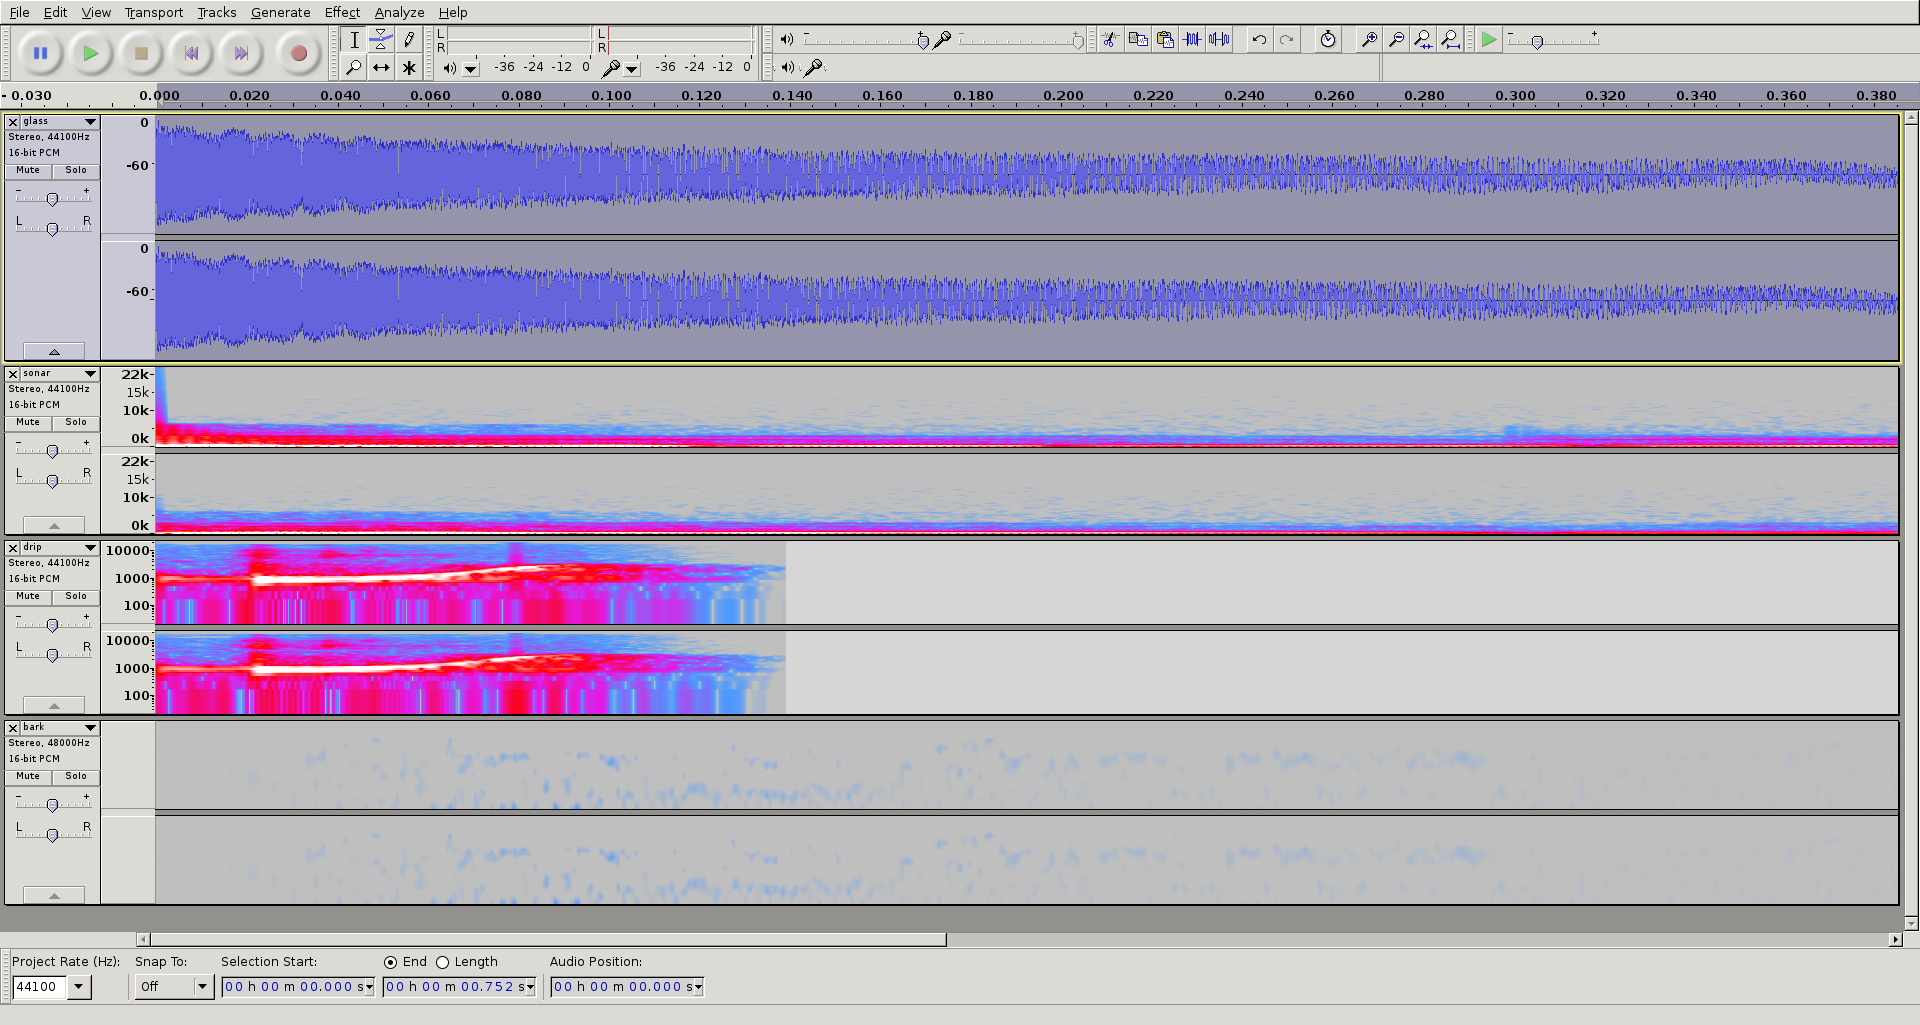 File Edit View Transport Tracks Generate Effect Analyze Help
L
R
L
R
-36 -24 -12 0
-36 -24 -12 0
- +
- +
- 0.030 0.000 0.020 0.040 0.060 0.080 0.100 0.120 0.140 0.160 0.180 0.200 0.220 0.240 0.260 0.280 0.300 0.320 0.340 0.360 0.380
glass
Stereo, 44100Hz
16-bit PCM
Mute Solo
- +
L R
0
-60
0
-60
sonar
Stereo, 44100Hz
16-bit PCM
Mute Solo
- +
L R
22k
15k
10k
0k
22k
15k
10k
0k
drip
Stereo, 44100Hz
16-bit PCM
Mute Solo
- +
L R
10000
1000
100
10000
1000
100
bark
Stereo, 48000Hz
16-bit PCM
Mute Solo
- +
L R
Project Rate (Hz): Snap To: Selection Start: End Length Audio Position:
44100 Off 00 h 00 m 00.000 s 00 h 00 m 00.752 s 00 h 00 m 00.000 s